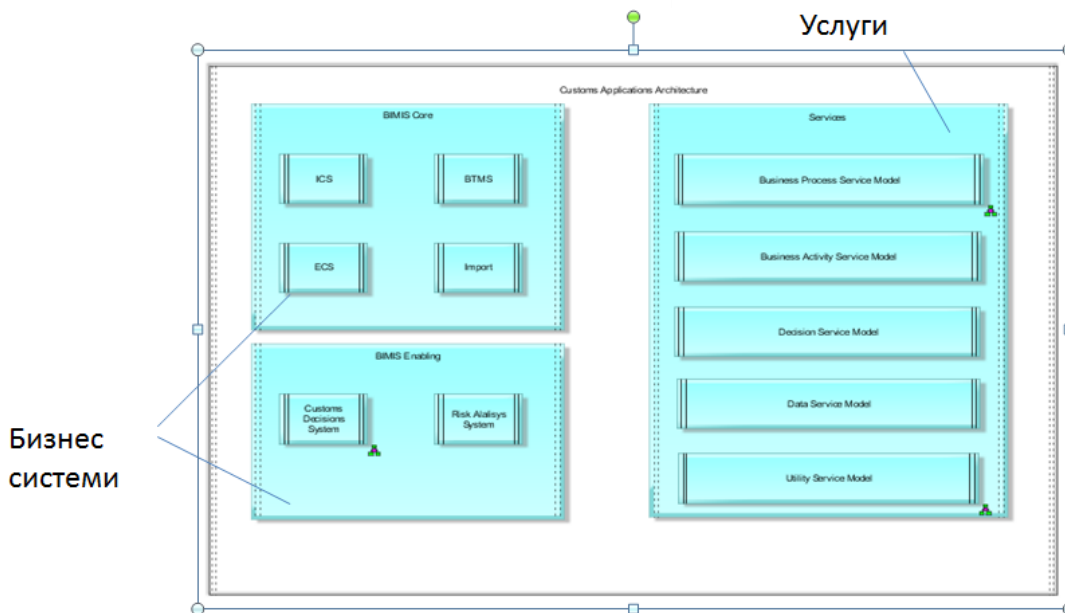 Услуги
Customs Applications Architecture
BIMIS Core
ICS
BTMS
ECS
Import
BIMIS Enabling
Customs
Decisions
System
Risk Alalisys
System
Services
Business Process Service Model
Business Activity Service Model
Decision Service Model
Data Service Model
Utility Service Model
Бизнес
системи